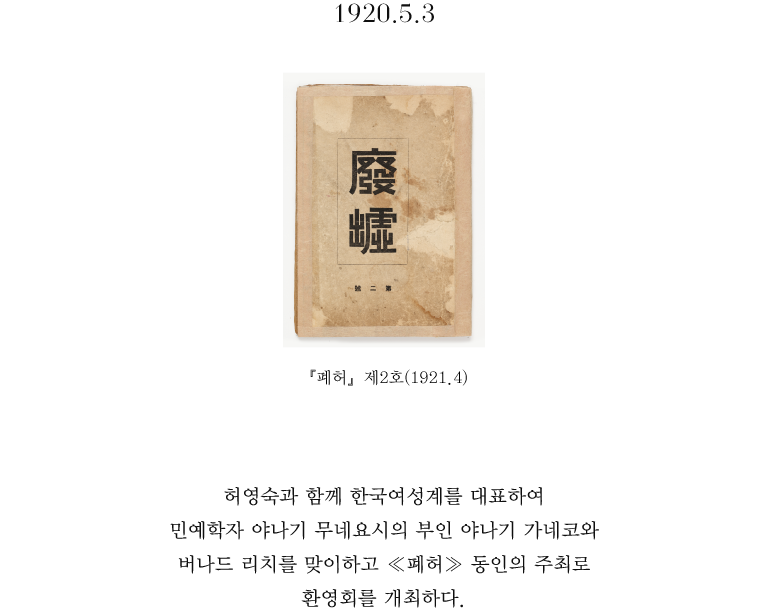 1920.5.3
廢
墟
號 二 第
『폐허』 제2호(1921.4)
허영숙과 함께 한국여성계를 대표하여
민예학자 야나기 무네요시의 부인 야나기 가네코와
버나드 리치를 맞이하고 ≪폐허≫ 동인의 주최로
환영회를 개최하다.